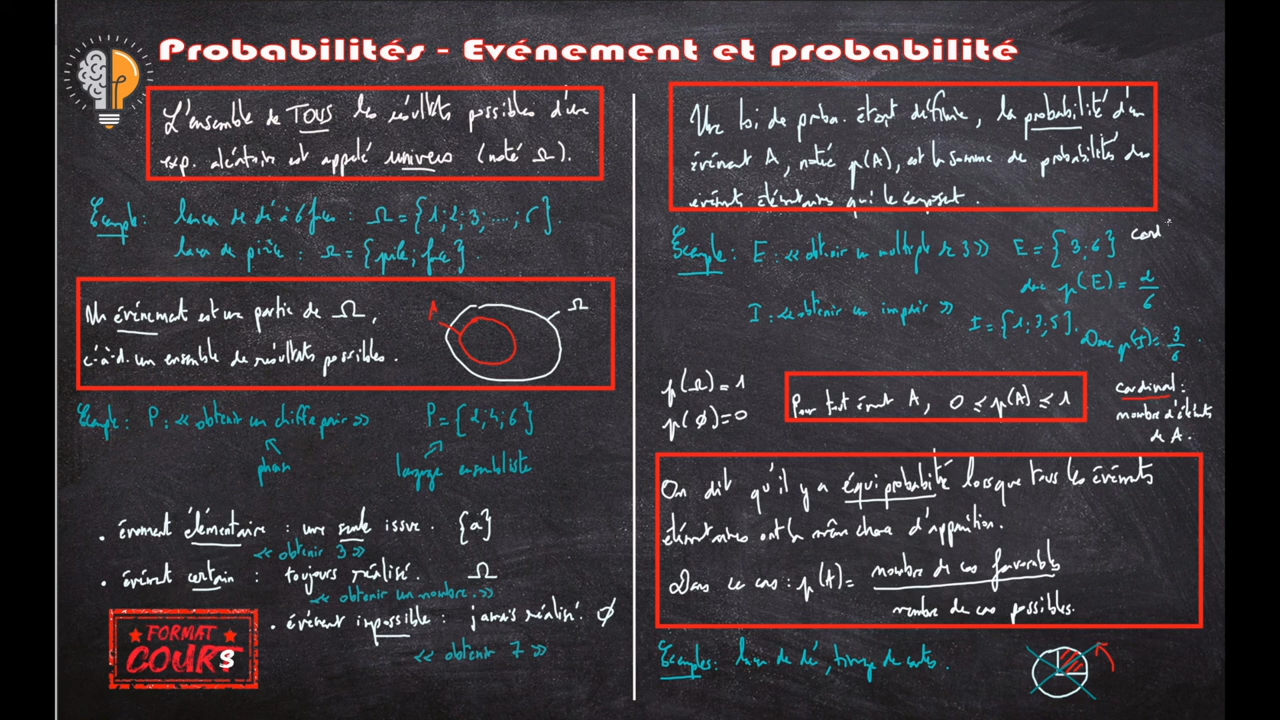 Probabilités - Evénement et probabilité
L'ensemble de TOUS les résultats possibles d'une
exp. aléatoire est appelé univers (noté Ω).
Exemple : lancer de dé à 6 faces : Ω = {1; 2; 3; ....; 6}.
lancer de pièce : Ω = {pile; face}.
Un événement est une partie de Ω,
c'-à-d. un ensemble de résultats possibles.
A
Ω
Exemple : P : << obtenir un chiffre pair >> P = {2; 4; 6}
phrase
langage ensembliste
. événement élémentaire : une seule issue. {a}
<< obtenir 3 >>
. événement certain : toujours réalisé. Ω
<< obtenir un nombre. >>
. événement impossible : jamais réalisé. ∅
<< obtenir 7 >>
FORMAT
COURS
Une loi de proba. étant définie, la probabilité d'un
événement A, notée p(A), est la somme de probabilités des
événements élémentaires qui le composent.
Exemple : E : << obtenir un multiple de 3 >> E = {3; 6}
card
donc p(E) = 2/6
I : << obtenir un impair >>
I = {1; 3; 5}. Donc p(I) = 3/6
p(Ω) = 1
p(∅) = 0
Pour tout événement A, 0 ⩽ p(A) ⩽ 1
cardinal :
nombre d'éléments
de A.
On dit qu'il y a équiprobabilité lorsque tous les événements
élémentaires ont la même chance d'apparition.
Dans ce cas : p(A) = nombre de cas favorables
nombre de cas possibles.
Exemples : lancer de dé, tirage de cartes.